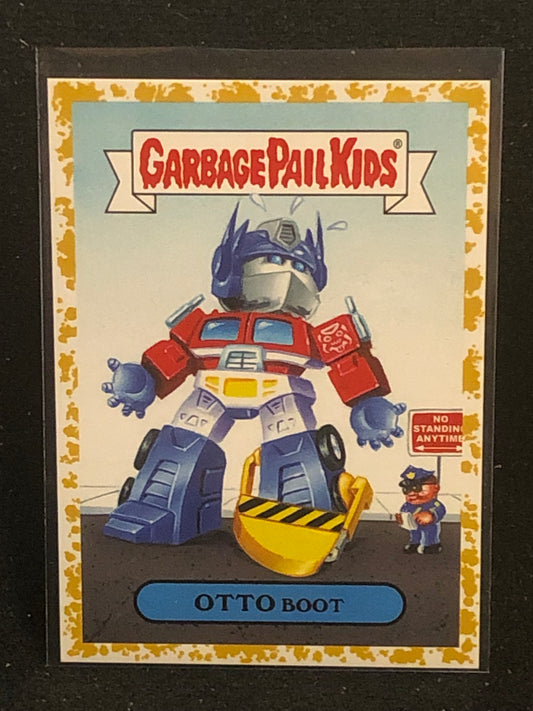 GARBAGE PAIL KIDS®
NO
STANDING
ANYTIME
OTTO BOOT